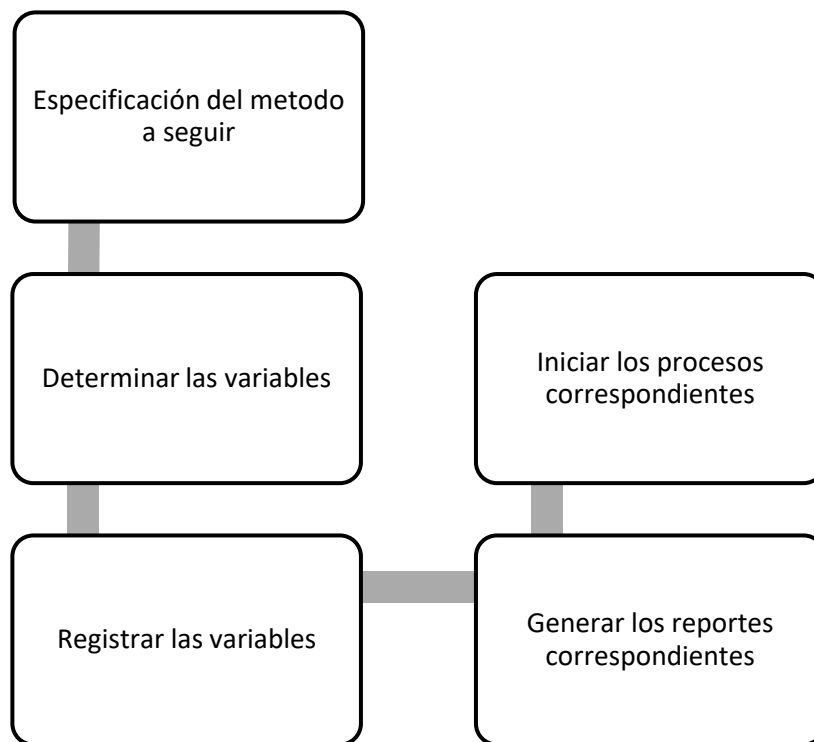 Especificación del metodo
a seguir
Determinar las variables
Registrar las variables
Generar los reportes
correspondientes
Iniciar los procesos
correspondientes